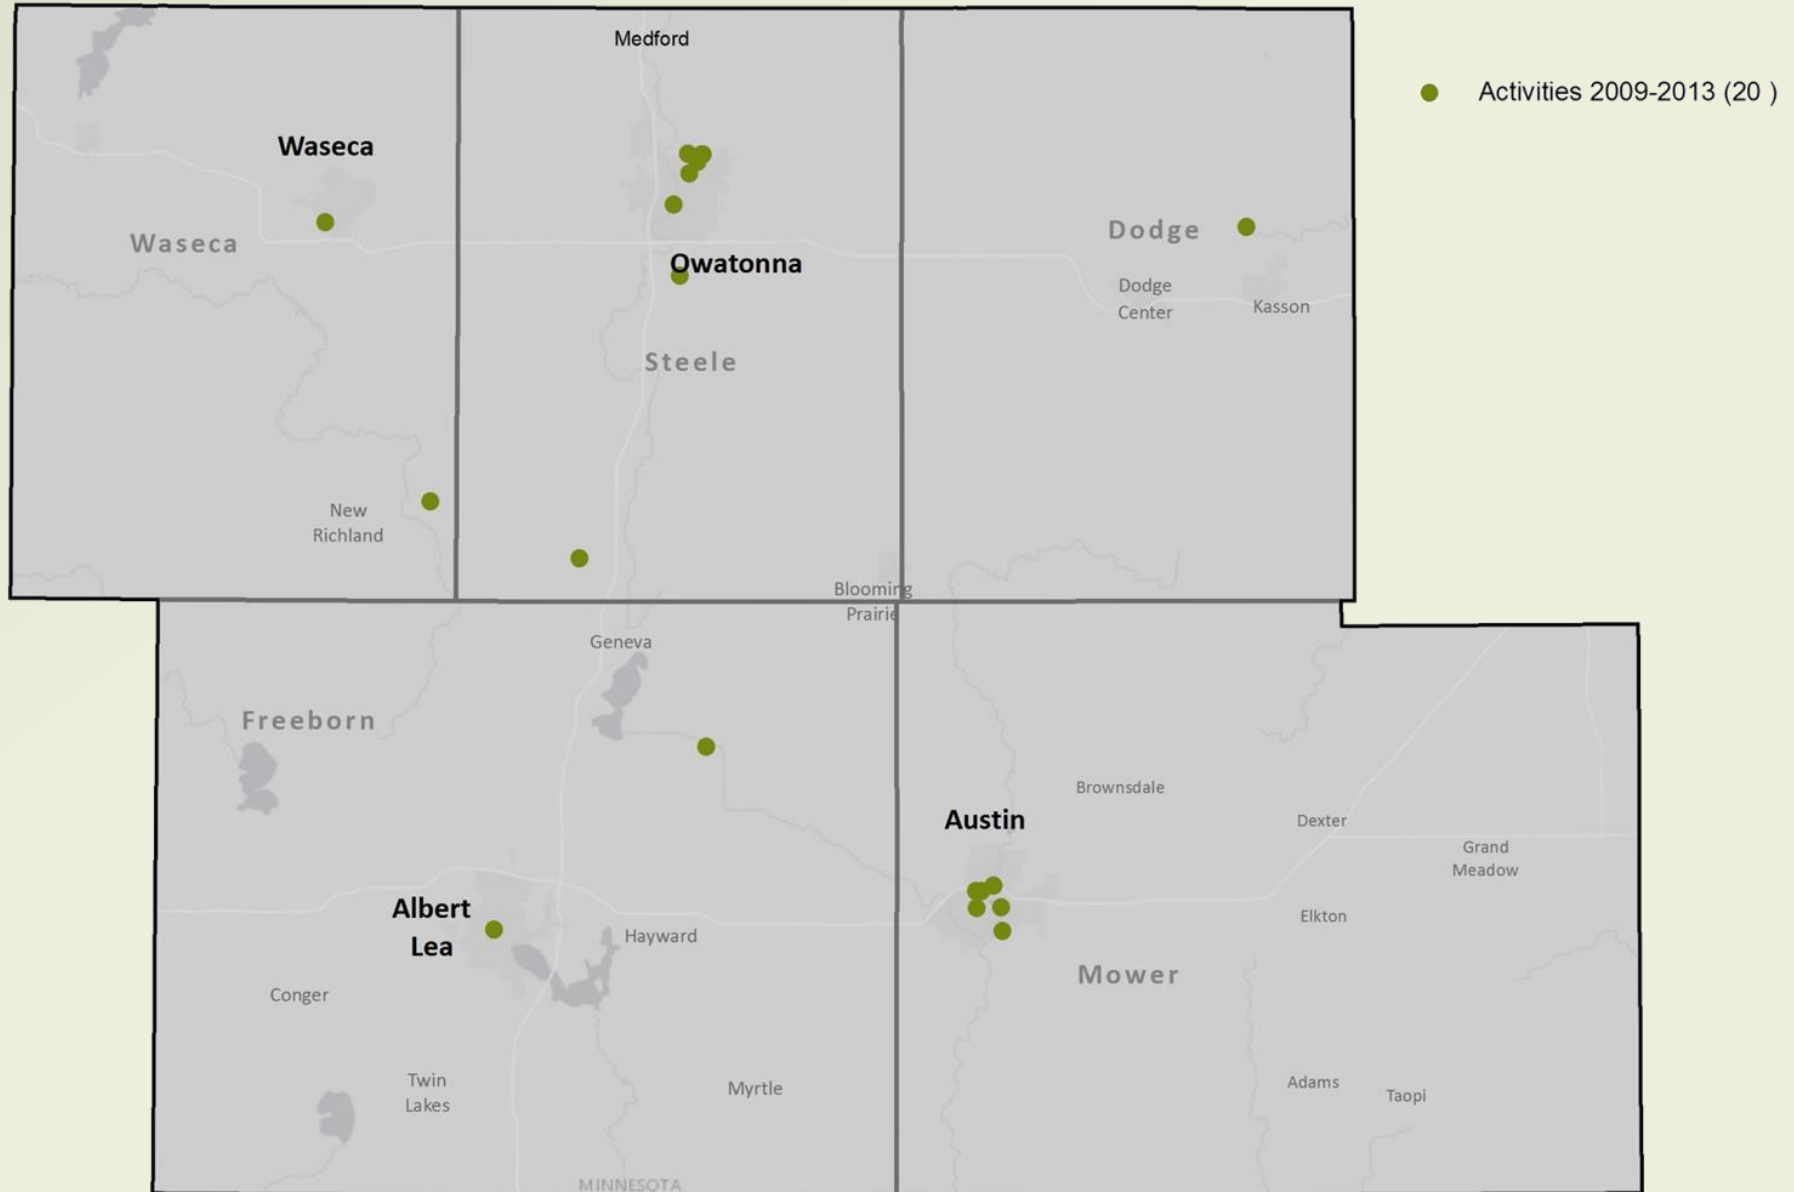 Medford
Activities 2009-2013 (20 )
Waseca
Waseca
Dodge
Owatonna
Dodge
Center
Kasson
Steele
New
Richland
Blooming
Prairie
Geneva
Freeborn
Brownsdale
Austin
Dexter
Grand
Meadow
Albert
Lea
Hayward
Elkton
Mower
Conger
Twin
Lakes
Myrtle
Adams
Taopi
MINNESOTA